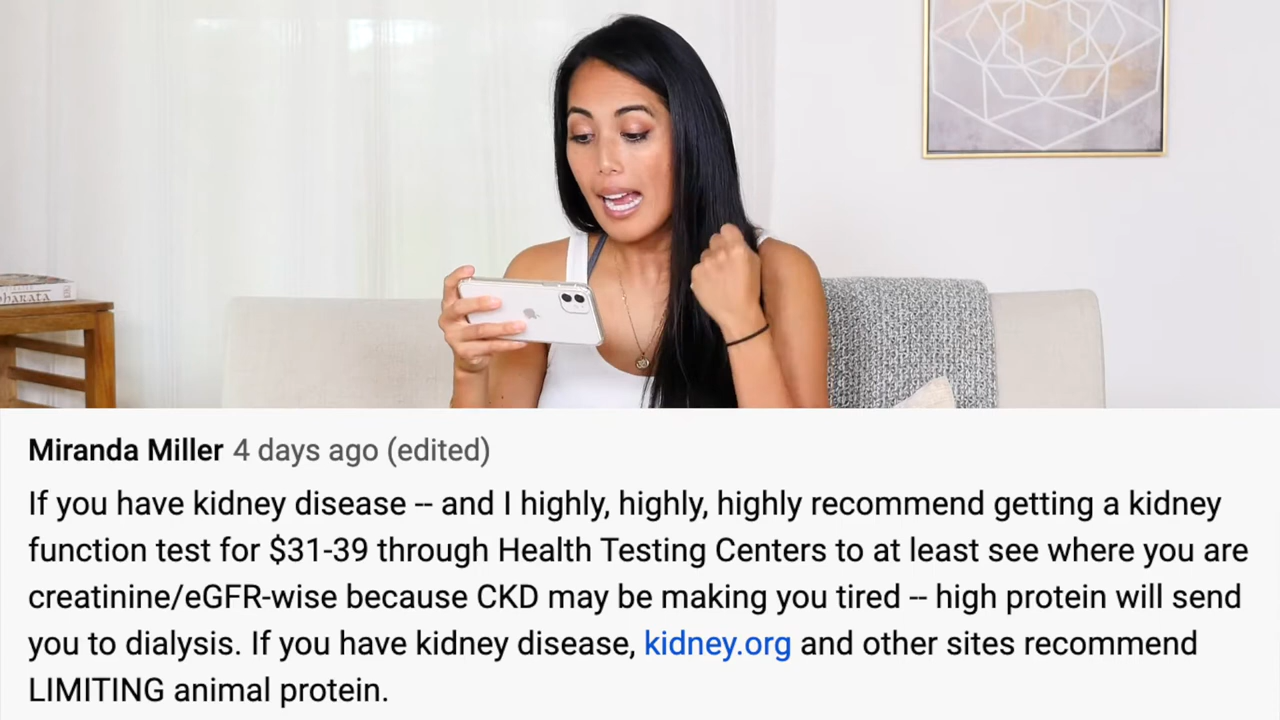 pharata
Miranda Miller 4 days ago (edited)
If you have kidney disease -- and I highly, highly, highly recommend getting a kidney
function test for $31-39 through Health Testing Centers to at least see where you are
creatinine/eGFR-wise because CKD may be making you tired -- high protein will send
you to dialysis. If you have kidney disease, kidney.org and other sites recommend
LIMITING animal protein.